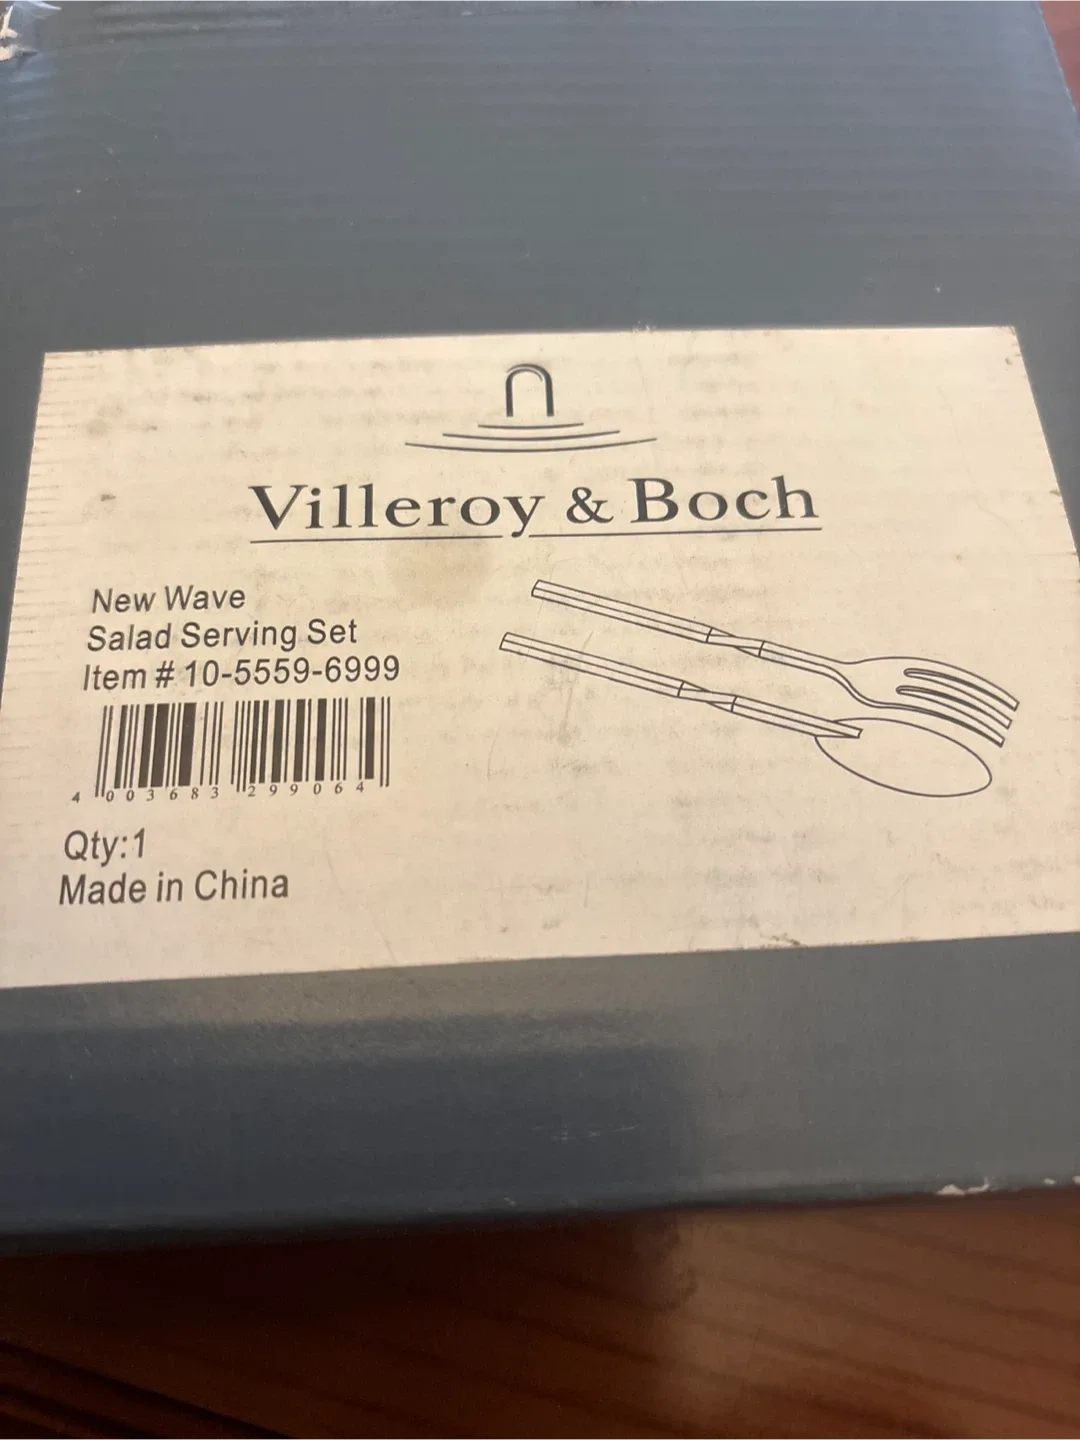 Villeroy & Boch
New Wave
Salad Serving Set
Item # 10-5559-6999
4 003683 299064
Qty:1
Made in China